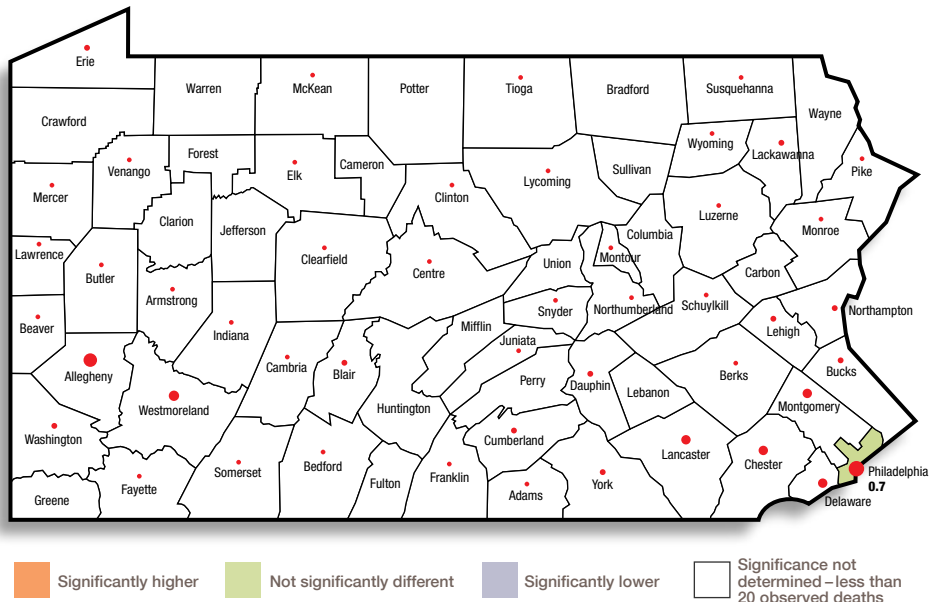 Erie
Warren
McKean
Potter
Tioga
Bradford
Susquehanna
Wayne
Crawford
Forest
Venango
Elk
Cameron
Wyoming
Lackawanna
Pike
Mercer
Clarion
Jefferson
Clinton
Lycoming
Sullivan
Luzerne
Monroe
Lawrence
Butler
Clearfield
Centre
Union
Montour
Columbia
Carbon
Armstrong
Beaver
Indiana
Snyder
Northumberland
Schuylkill
Northampton
Mifflin
Juniata
Lehigh
Allegheny
Cambria
Blair
Perry
Dauphin
Lebanon
Berks
Bucks
Westmoreland
Huntington
Montgomery
Washington
Cumberland
Lancaster
Chester
Philadelphia
0.7
Somerset
Bedford
Fulton
Franklin
Adams
York
Delaware
Greene
Fayette
Significantly higher
Not significantly different
Significantly lower
Significance not
determined – less than
20 observed deaths